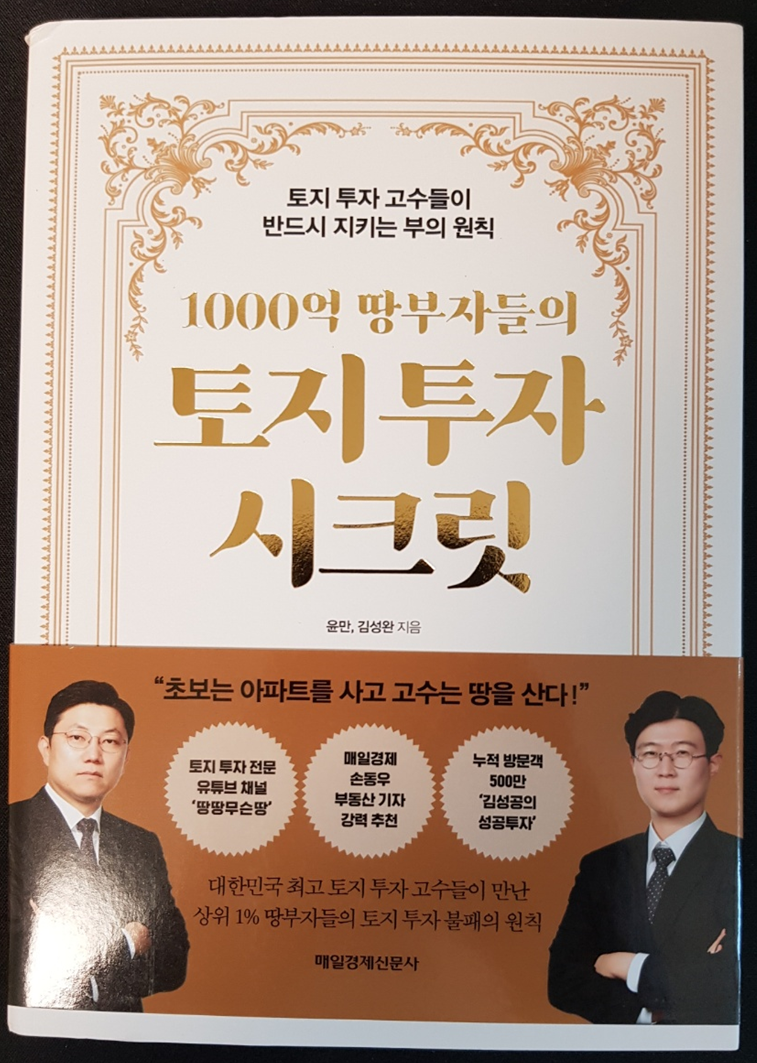 토지 투자 고수들이
반드시 지키는 부의 원칙
1000억 땅부자들의
토지 투자
시크릿
윤만, 김성완 지음
“초보는 아파트를 사고 고수는 땅을 산다!”
토지 투자 전문
유튜브 채널
‘땅땅무슨땅’
매일경제
손동우
부동산 기자
강력 추천
누적 방문객
500만
‘김성공의
성공투자’
대한민국 최고 토지 투자 고수들이 만난
상위 1% 땅부자들의 토지 투자 불패의 원칙
매일경제신문사